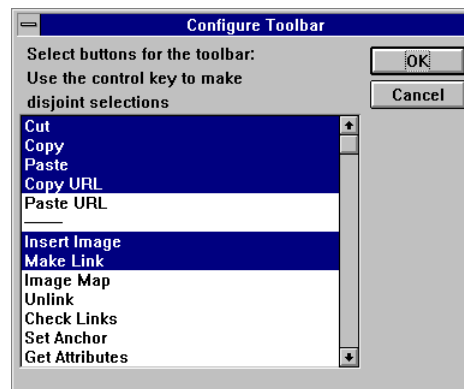 Configure Toolbar
Select buttons for the toolbar:
Use the control key to make
disjoint selections
OK
Cancel
Cut
Copy
Paste
Copy URL
Paste URL
Insert Image
Make Link
Image Map
Unlink
Check Links
Set Anchor
Get Attributes